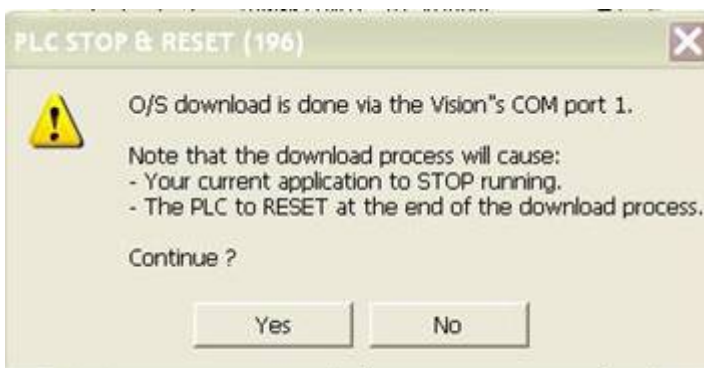 PLC STOP & RESET (196)
O/S download is done via the Vision"s COM port 1.
Note that the download process will cause:
- Your current application to STOP running.
- The PLC to RESET at the end of the download process.
Continue ?
Yes No